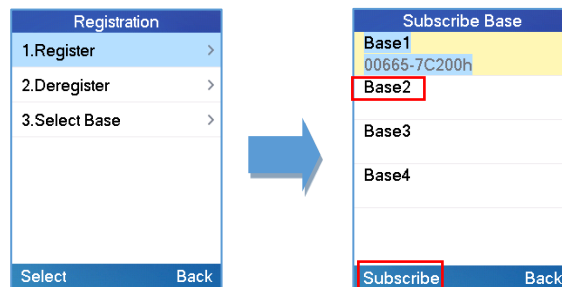 Registration
1.Register
2.Deregister
3.Select Base
Select Back
Subscribe Base
Base1
00665-7C200h
Base2
Base3
Base4
Subscribe Back